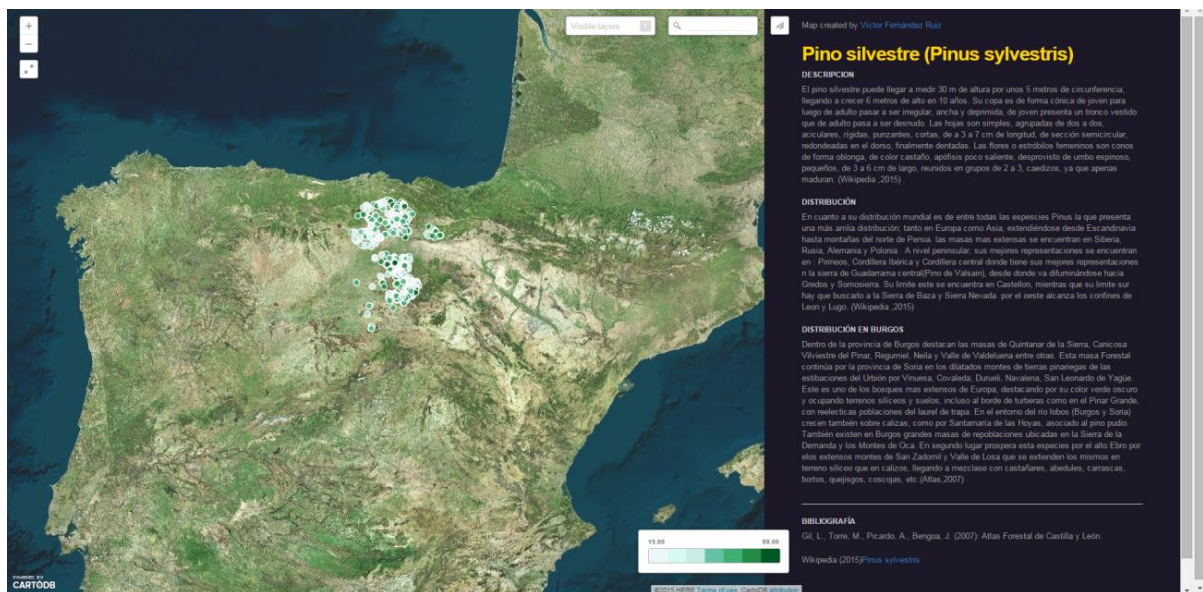 +
−
Visible layers
Map created by Víctor Fernández Ruiz
Pino silvestre (Pinus sylvestris)
DESCRIPCION
El pino silvestre puede llegar a medir 30 m de altura por unos 5 metros de circunferencia,
llegando a crecer 6 metros de alto en 10 años. Su copa es de forma cónica de joven para
luego de adulto pasar a ser irregular, ancha y deprimida, de joven presenta un tronco vestido
que de adulto pasa a ser desnudo. Las hojas son simples, agrupadas de dos a dos,
aciculares, rígidas, punzantes, cortas, de a 3 a 7 cm de longitud, de sección semicircular,
redondeadas en el dorso, finalmente dentadas. Las flores o estróbilos femeninos son conos
de forma oblonga, de color castaño, apófisis poco saliente, desprovisto de umbo espinoso,
pequeños, de 3 a 6 cm de largo, reunidos en grupos de 2 a 3, caedizos, ya que apenas
maduran. (Wikipedia ,2015) .
DISTRIBUCIÓN
En cuanto a su distribución mundial es de entre todas las especies Pinus la que presenta
una más amlia distribución; tanto en Europa como Asia, extendiéndose desde Escandinavia
hasta montañas del norte de Persia. las masas mas extensas se encuentran en Siberia,
Rusia, Alemania y Polonia . A nivel peninsular, sus mejores representaciones se encuentran
en : Pirineos, Cordillera Ibérica y Cordillera central donde tiene sus mejores representaciones
n la sierra de Guadarrama central(Pino de Valsain), desde donde va difuminándose hacia
Gredos y Somosierra. Su limite este se encuentra en Castellon, mientras que su limite sur
hay que buscarlo a la Sierra de Baza y Sierra Nevada. por el oeste alcanza los confines de
Leon y Lugo. (Wikipedia ,2015)
DISTRIBUCIÓN EN BURGOS
Dentro de la provincia de Burgos destacan las masas de Quintanar de la Sierra, Canicosa
Vilviestre del Pinar, Regumiel, Neila y Valle de Valdeluena entre otras. Esta masa Forestal
continúa por la provincia de Soria en los dilatados montes de tierras pinariegas de las
estibaciones del Urbión por Vinuesa, Covaleda, Durueli, Navalena, San Leonardo de Yagüe.
Este es uno de los bosques mas extensos de Europa, destacando por su color verde oscuro
y ocupando terrenos silíceos y suelos, incluso al borde de turberas como en el Pinar Grande,
con reelecticas poblaciones del laurel de trapa. En el entorno del río lobos (Burgos y Soria)
crecen también sobre calizas, como por Santamaría de las Hoyas, asociado al pino pudio.
También existen en Burgos grandes masas de repoblaciones ubicadas en la Sierra de la
Demanda y los Montes de Oca. En segundo lugar prospera esta especies por el alto Ebro por
elos extensos montes de San Zadornil y Valle de Losa que se extienden los mismos en
terreno siliceo que en calizos, llegando a mezclase con castañares, abedules, carrascas,
bortos, quejisgos, coscojas, etc.(Atlas,2007)
BIBLIOGRAFÍA
Gil, L., Torre, M., Picardo, A., Bengoa, J. (2007): Atlas Forestal de Castilla y León.
Wikipedia (2015)Pinus sylvestris
15.00 99.00
POWERED BY
CARTODB
©2015 HERE Terms of use, CartoDB attribution